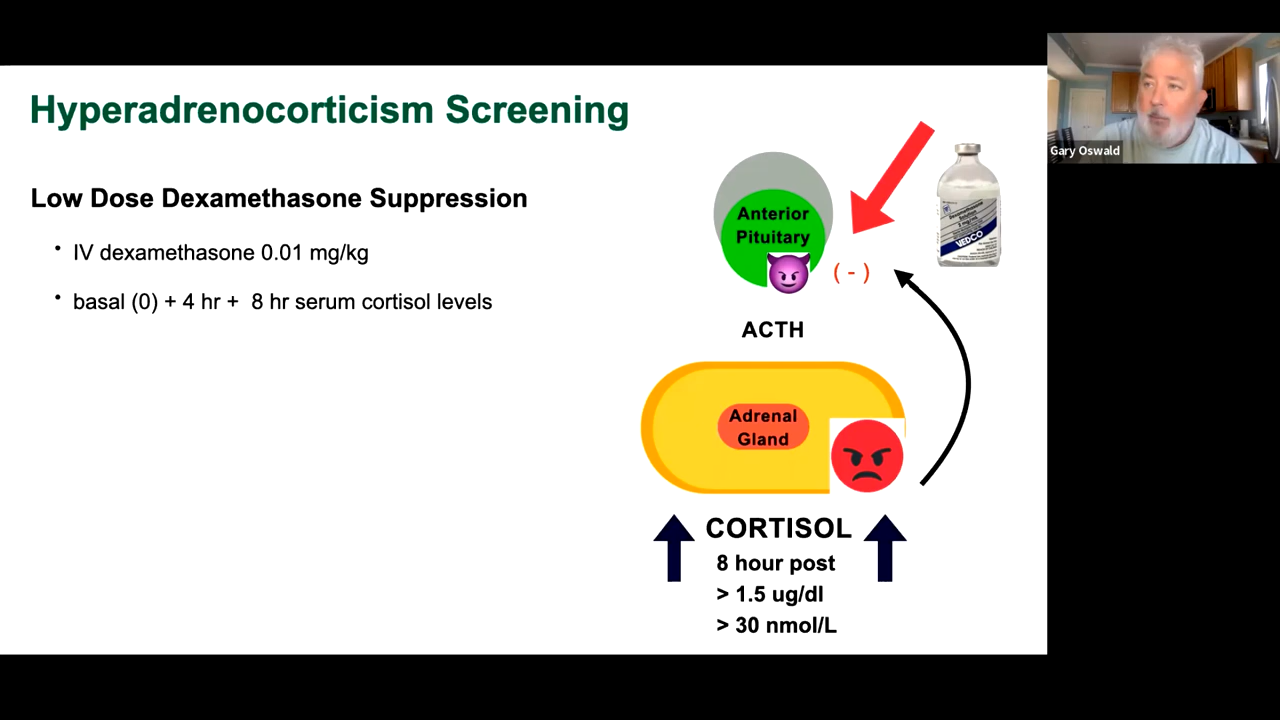 Hyperadrenocorticism Screening
Gary Oswald
Low Dose Dexamethasone Suppression
• IV dexamethasone 0.01 mg/kg
• basal (0) + 4 hr + 8 hr serum cortisol levels
Anterior
Pituitary
( - )
VEDCO
ACTH
Adrenal
Gland
CORTISOL
8 hour post
> 1.5 ug/dl
> 30 nmol/L